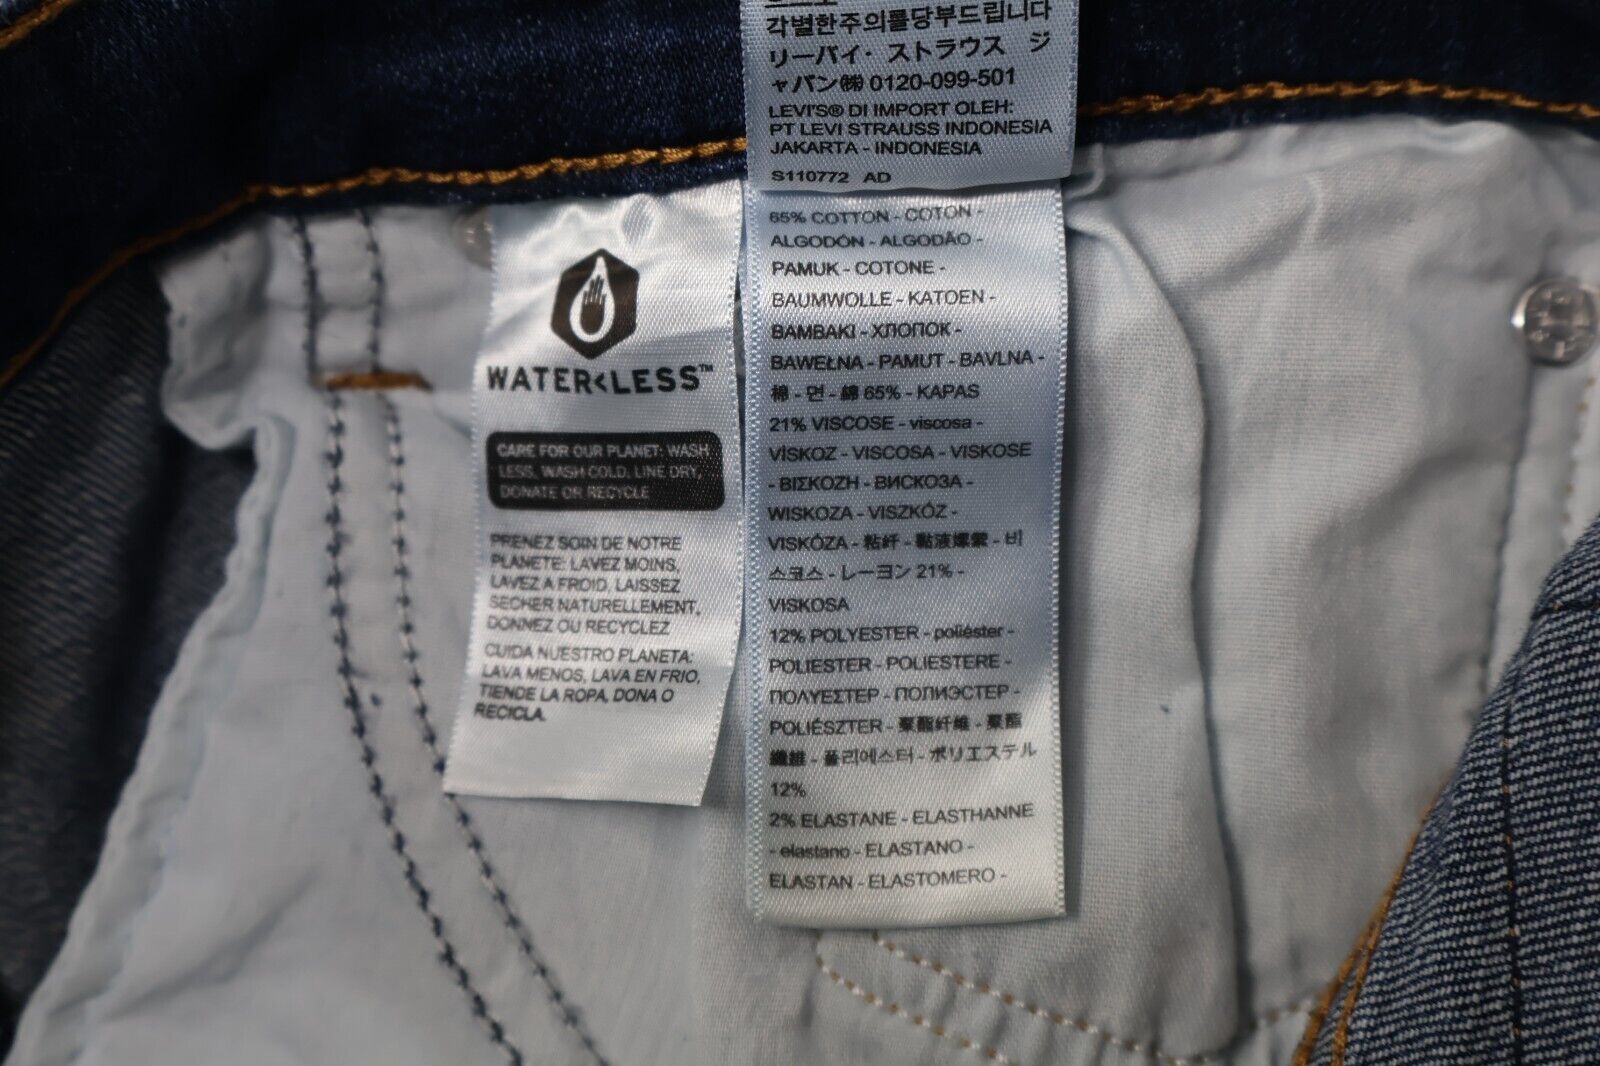 각별한주의를당부드립니다
リーバイ・ストラウス ジ
ャパン㈱ 0120-099-501
LEVI'S® DI IMPORT OLEH:
PT LEVI STRAUSS INDONESIA
JAKARTA - INDONESIA
S110772 AD
65% COTTON - COTON -
ALGODÓN - ALGODÃO -
PAMUK - COTONE -
BAUMWOLLE - KATOEN -
BAMBAKI - ХЛОПОК -
BAWEŁNA - PAMUT - BAVLNA -
棉 - 면 - 綿 65% - KAPAS
21% VISCOSE - viscosa -
VİSKOZ - VISCOSA - VISKOSE
- ΒΙΣΚΟΖΗ - ВИСКОЗА -
WISKOZA - VISZKÓZ -
VISKÓZA - 粘纤 - 黏液嫘縈 - 비
스코스 - レーヨン 21% -
VISKOSA
12% POLYESTER - poliéster -
POLIESTER - POLIESTERE -
ΠΟΛΥΕΣΤΕΡ - ПОЛИЭСТЕР -
POLIÉSZTER - 聚酯纤维 - 聚酯
纖維 - 폴리에스터 - ポリエステル
12%
2% ELASTANE - ELASTHANNE
- elastano - ELASTANO -
ELASTAN - ELASTOMERO -
WATER<LESS™
CARE FOR OUR PLANET: WASH
LESS, WASH COLD, LINE DRY,
DONATE OR RECYCLE
PRENEZ SOIN DE NOTRE
PLANETE: LAVEZ MOINS,
LAVEZ A FROID, LAISSEZ
SECHER NATURELLEMENT,
DONNEZ OU RECYCLEZ
CUIDA NUESTRO PLANETA:
LAVA MENOS, LAVA EN FRIO,
TIENDE LA ROPA, DONA O
RECICLA.